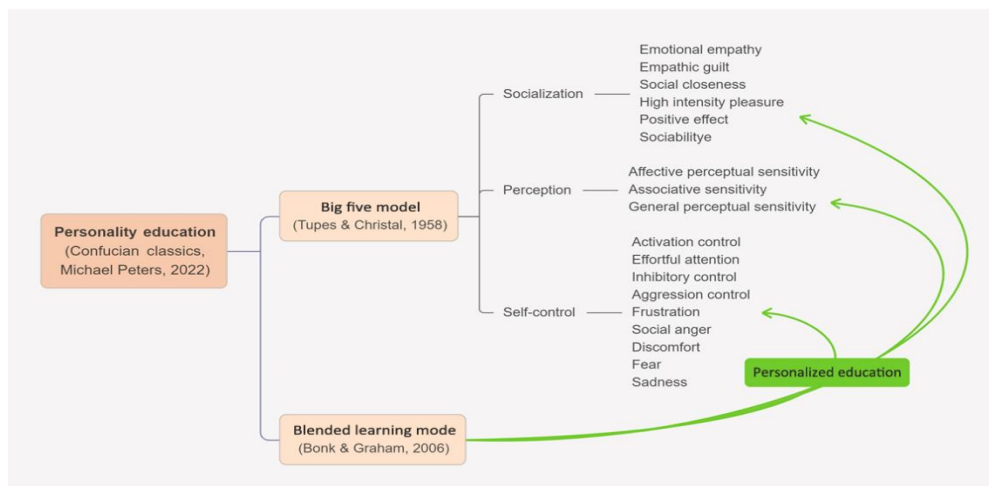 Personality education
(Confucian classics,
Michael Peters, 2022)
Big five model
(Tupes & Christal, 1958)
Socialization
Emotional empathy
Empathic guilt
Social closeness
High intensity pleasure
Positive effect
Sociabilitye
Perception
Affective perceptual sensitivity
Associative sensitivity
General perceptual sensitivity
Self-control
Activation control
Effortful attention
Inhibitory control
Aggression control
Frustration
Social anger
Discomfort
Fear
Sadness
Personalized education
Blended learning mode
(Bonk & Graham, 2006)